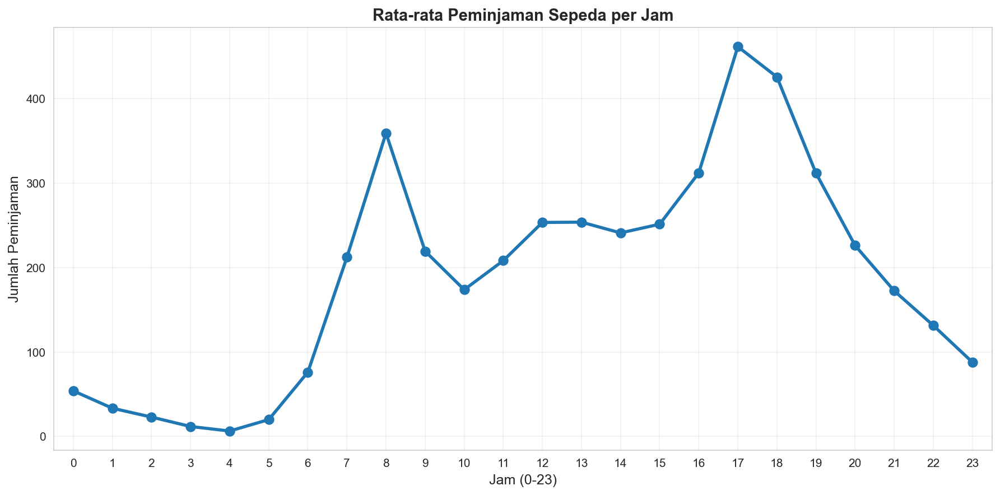 Rata-rata Peminjaman Sepeda per Jam
Jumlah Peminjaman
400
300
200
100
0
0 1 2 3 4 5 6 7 8 9 10 11 12 13 14 15 16 17 18 19 20 21 22 23
Jam (0-23)